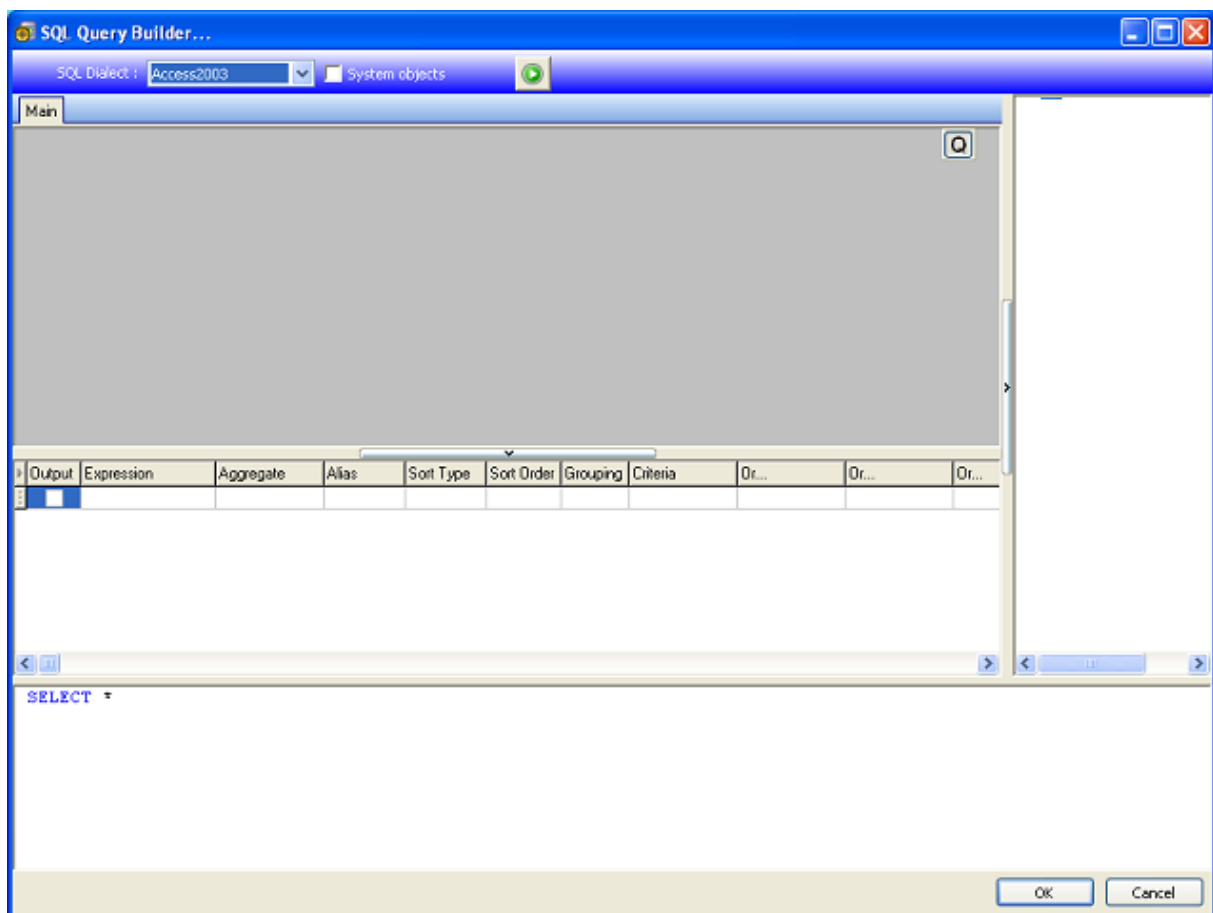 SQL Query Builder...
SQL Dialect : Access2003 System objects
Main
Q
Output Expression Aggregate Alias Sort Type Sort Order Grouping Criteria Or... Or... Or...
SELECT *
OK Cancel